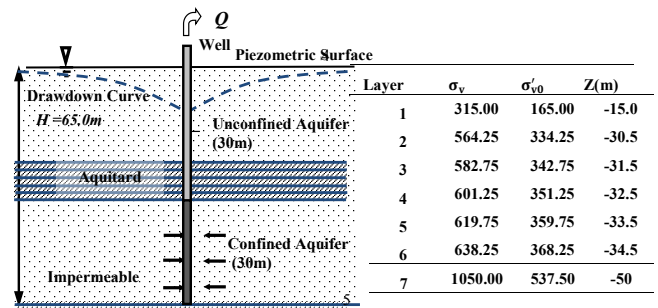 Q
Well
Piezometric Surface
Drawdown Curve
H =65.0m
Unconfined Aquifer
(30m)
Aquitard
Confined Aquifer
(30m)
Impermeable
5
Layer σv σ′v0 Z(m)
1 315.00 165.00 -15.0
2 564.25 334.25 -30.5
3 582.75 342.75 -31.5
4 601.25 351.25 -32.5
5 619.75 359.75 -33.5
6 638.25 368.25 -34.5
7 1050.00 537.50 -50